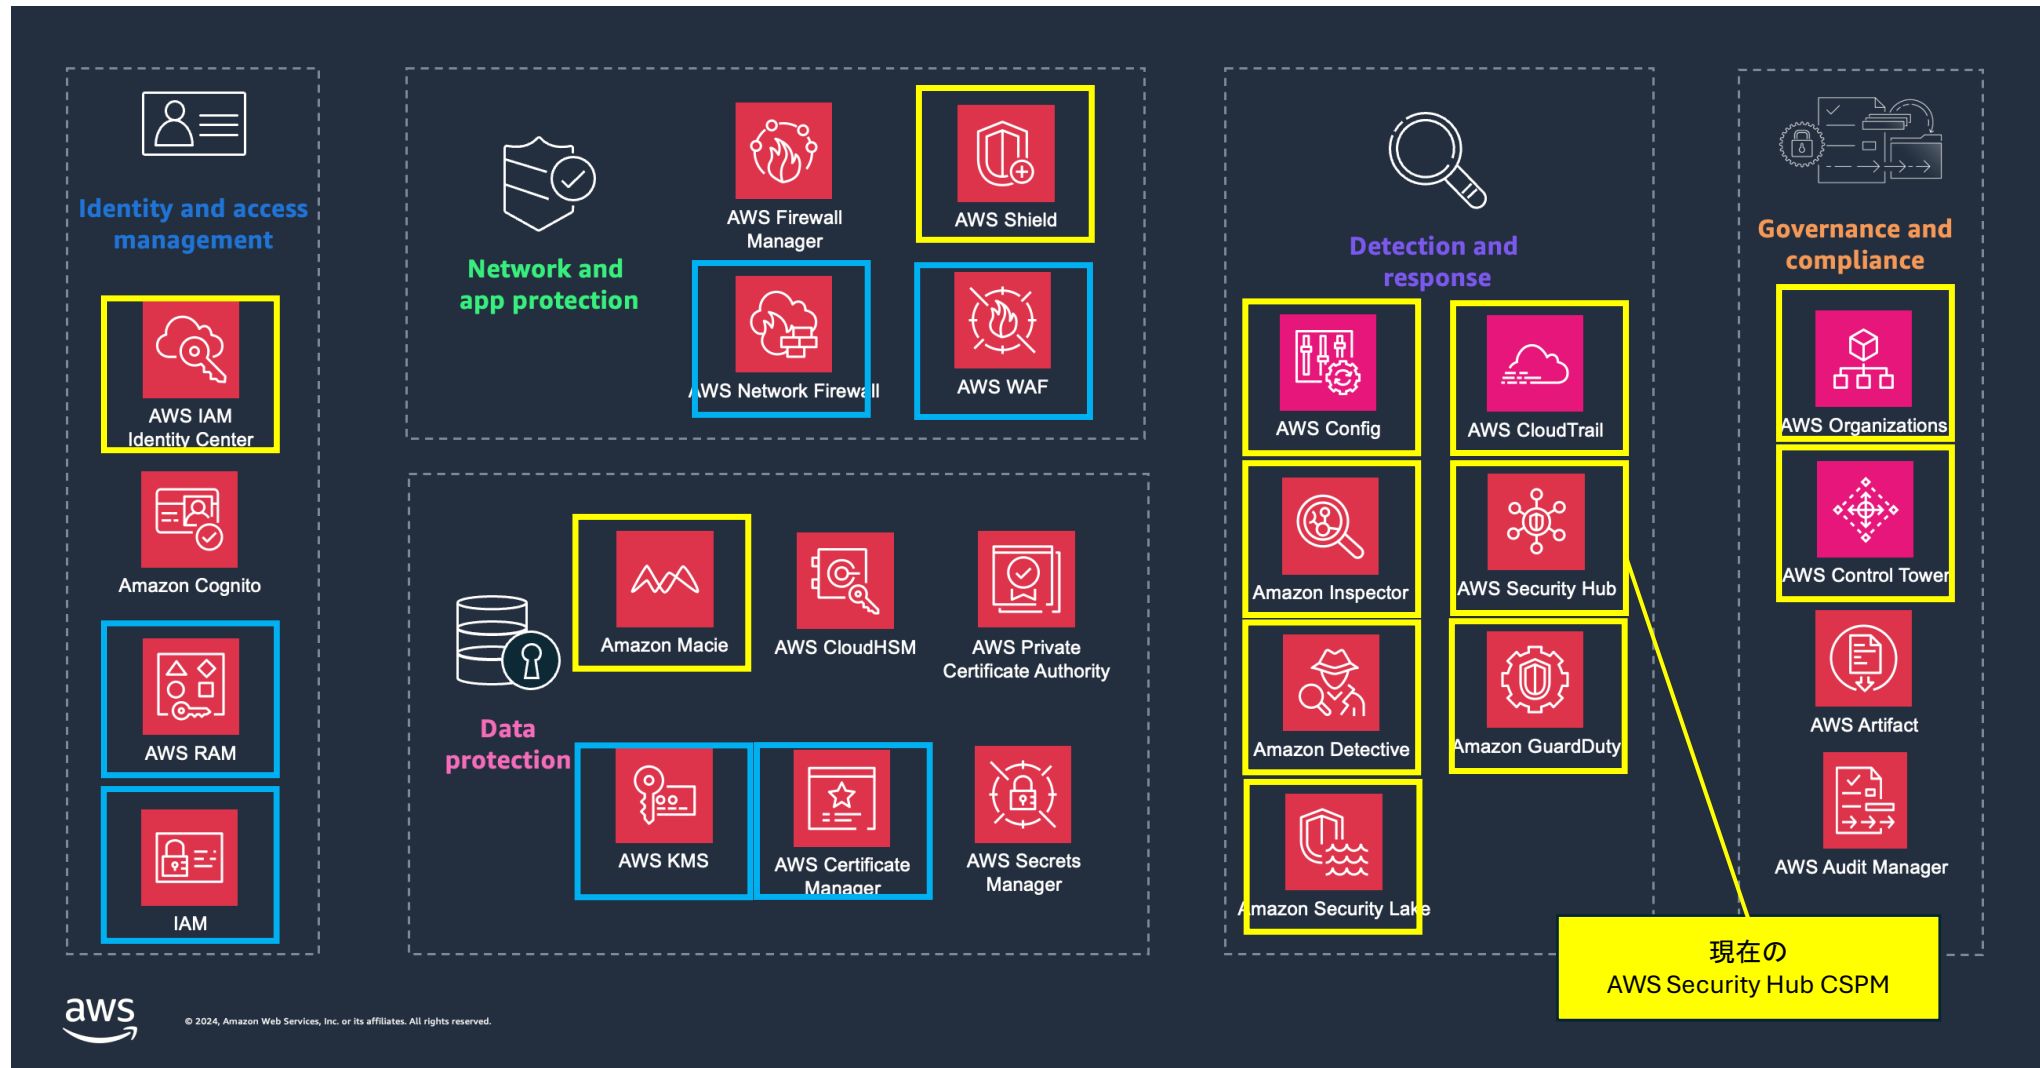 Identity and access
management
AWS IAM
Identity Center
Amazon Cognito
AWS RAM
IAM
Network and
app protection
AWS Firewall
Manager
AWS Shield
AWS Network Firewall
AWS WAF
Data
protection
Amazon Macie
AWS CloudHSM
AWS Private
Certificate Authority
AWS KMS
AWS Certificate
Manager
AWS Secrets
Manager
Detection and
response
AWS Config
AWS CloudTrail
Amazon Inspector
AWS Security Hub
Amazon Detective
Amazon GuardDuty
Amazon Security Lake
Governance and
compliance
AWS Organizations
AWS Control Tower
AWS Artifact
AWS Audit Manager
現在の
AWS Security Hub CSPM
aws
© 2024, Amazon Web Services, Inc. or its affiliates. All rights reserved.